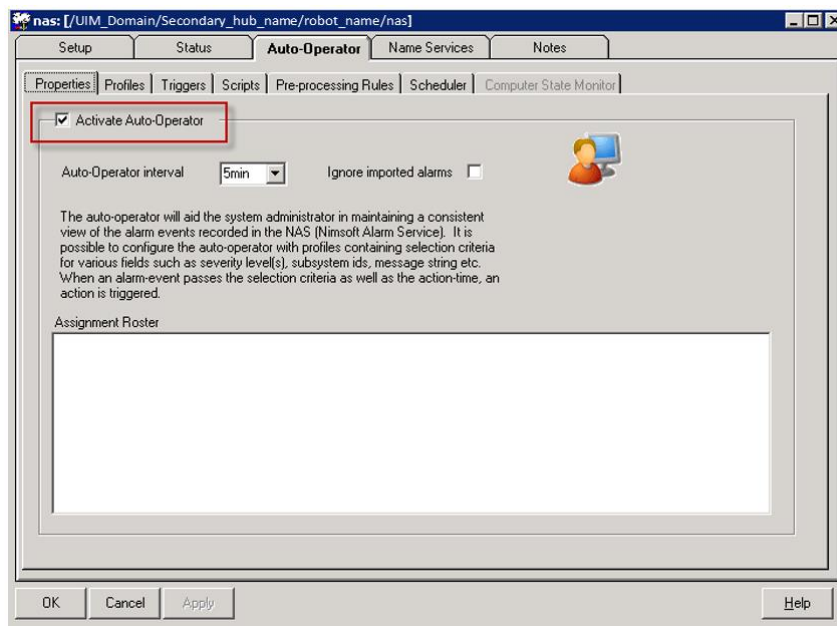 nas: [/UIM_Domain/Secondary_hub_name/robot_name/nas]
Setup Status Auto-Operator Name Services Notes
Properties Profiles Triggers Scripts Pre-processing Rules Scheduler Computer State Monitor
Activate Auto-Operator
Auto-Operator interval 5min Ignore imported alarms
The auto-operator will aid the system administrator in maintaining a consistent
view of the alarm events recorded in the NAS (Nimsoft Alarm Service). It is
possible to configure the auto-operator with profiles containing selection criteria
for various fields such as severity level(s), subsystem ids, message string etc.
When an alarm-event passes the selection criteria as well as the action-time, an
action is triggered.
Assignment Roster
OK Cancel Apply Help